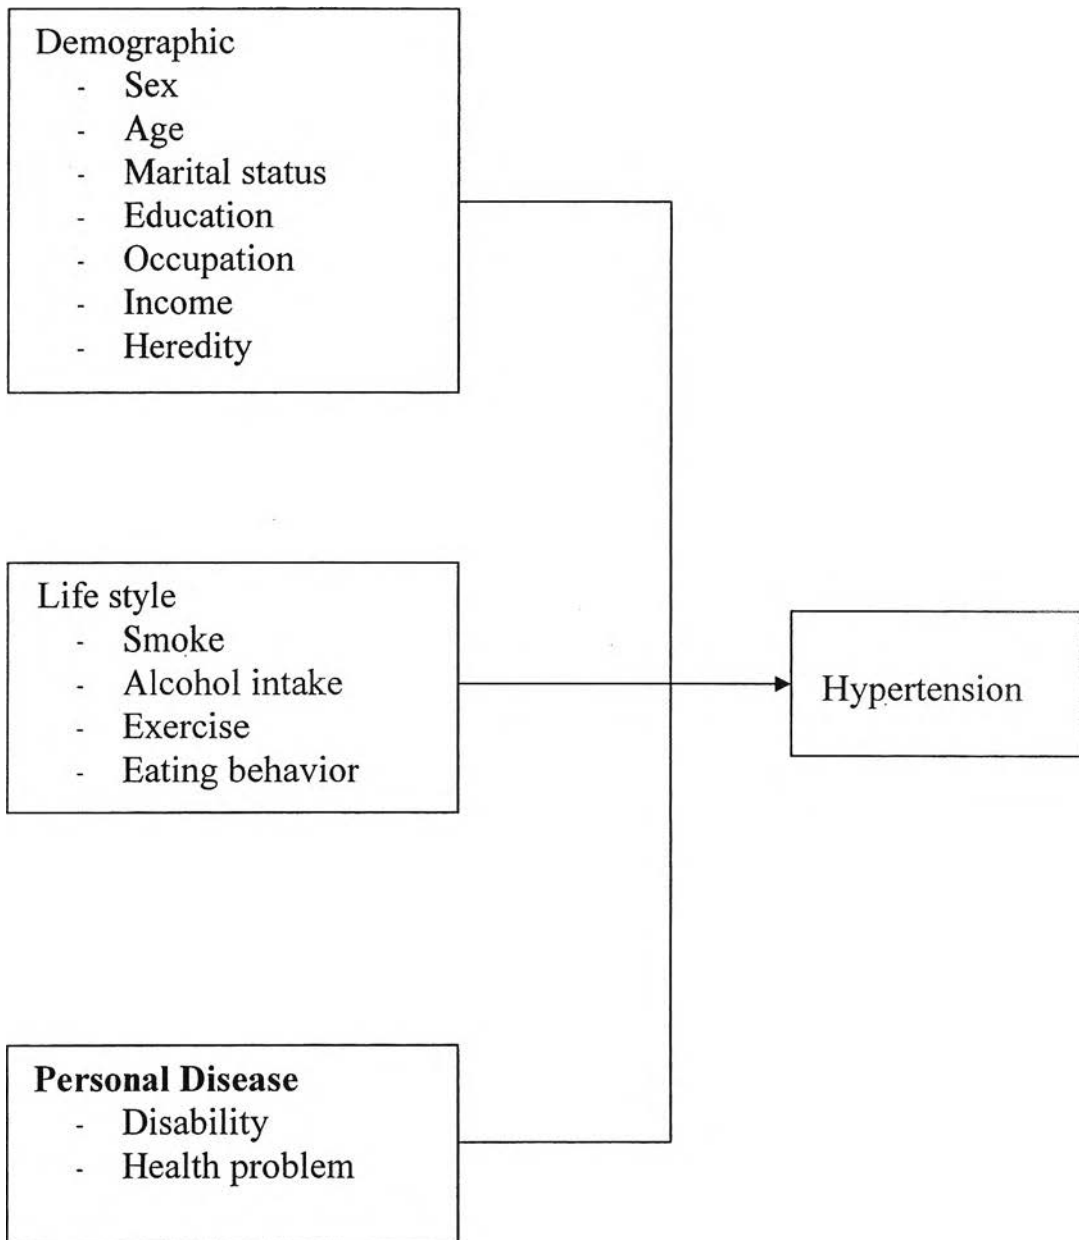 Demographic
- Sex
- Age
- Marital status
- Education
- Occupation
- Income
- Heredity
Life style
- Smoke
- Alcohol intake
- Exercise
- Eating behavior
Hypertension
Personal Disease
- Disability
- Health problem